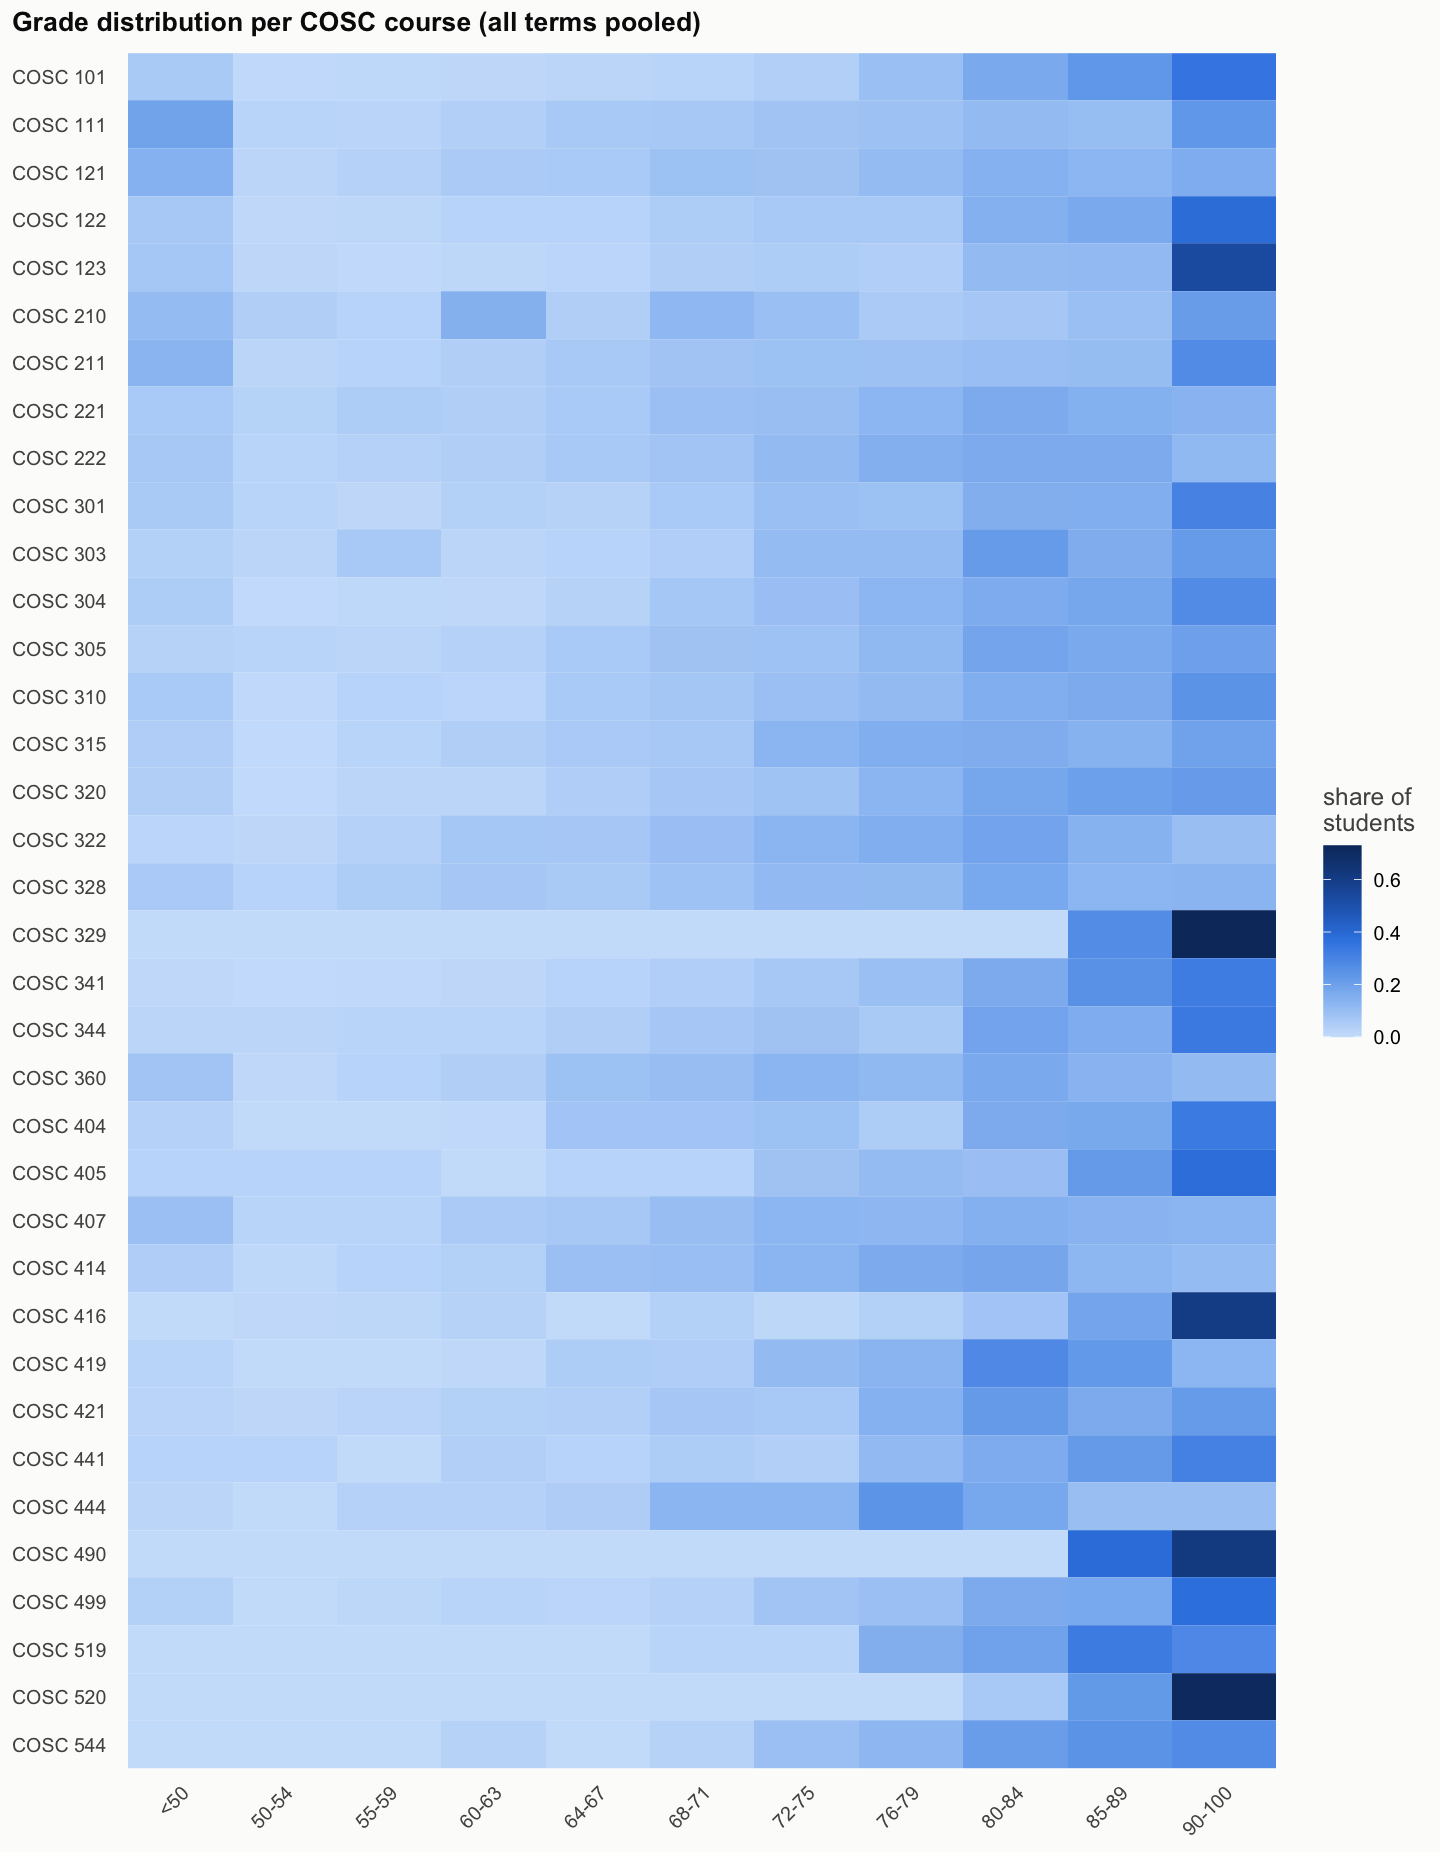 Grade distribution per COSC course (all terms pooled)
COSC 101
COSC 111
COSC 121
COSC 122
COSC 123
COSC 210
COSC 211
COSC 221
COSC 222
COSC 301
COSC 303
COSC 304
COSC 305
COSC 310
COSC 315
COSC 320
COSC 322
COSC 328
COSC 329
COSC 341
COSC 344
COSC 360
COSC 404
COSC 405
COSC 407
COSC 414
COSC 416
COSC 419
COSC 421
COSC 441
COSC 444
COSC 490
COSC 499
COSC 519
COSC 520
COSC 544
<50
50-54
55-59
60-63
64-67
68-71
72-75
76-79
80-84
85-89
90-100
share of
students
0.6
0.4
0.2
0.0